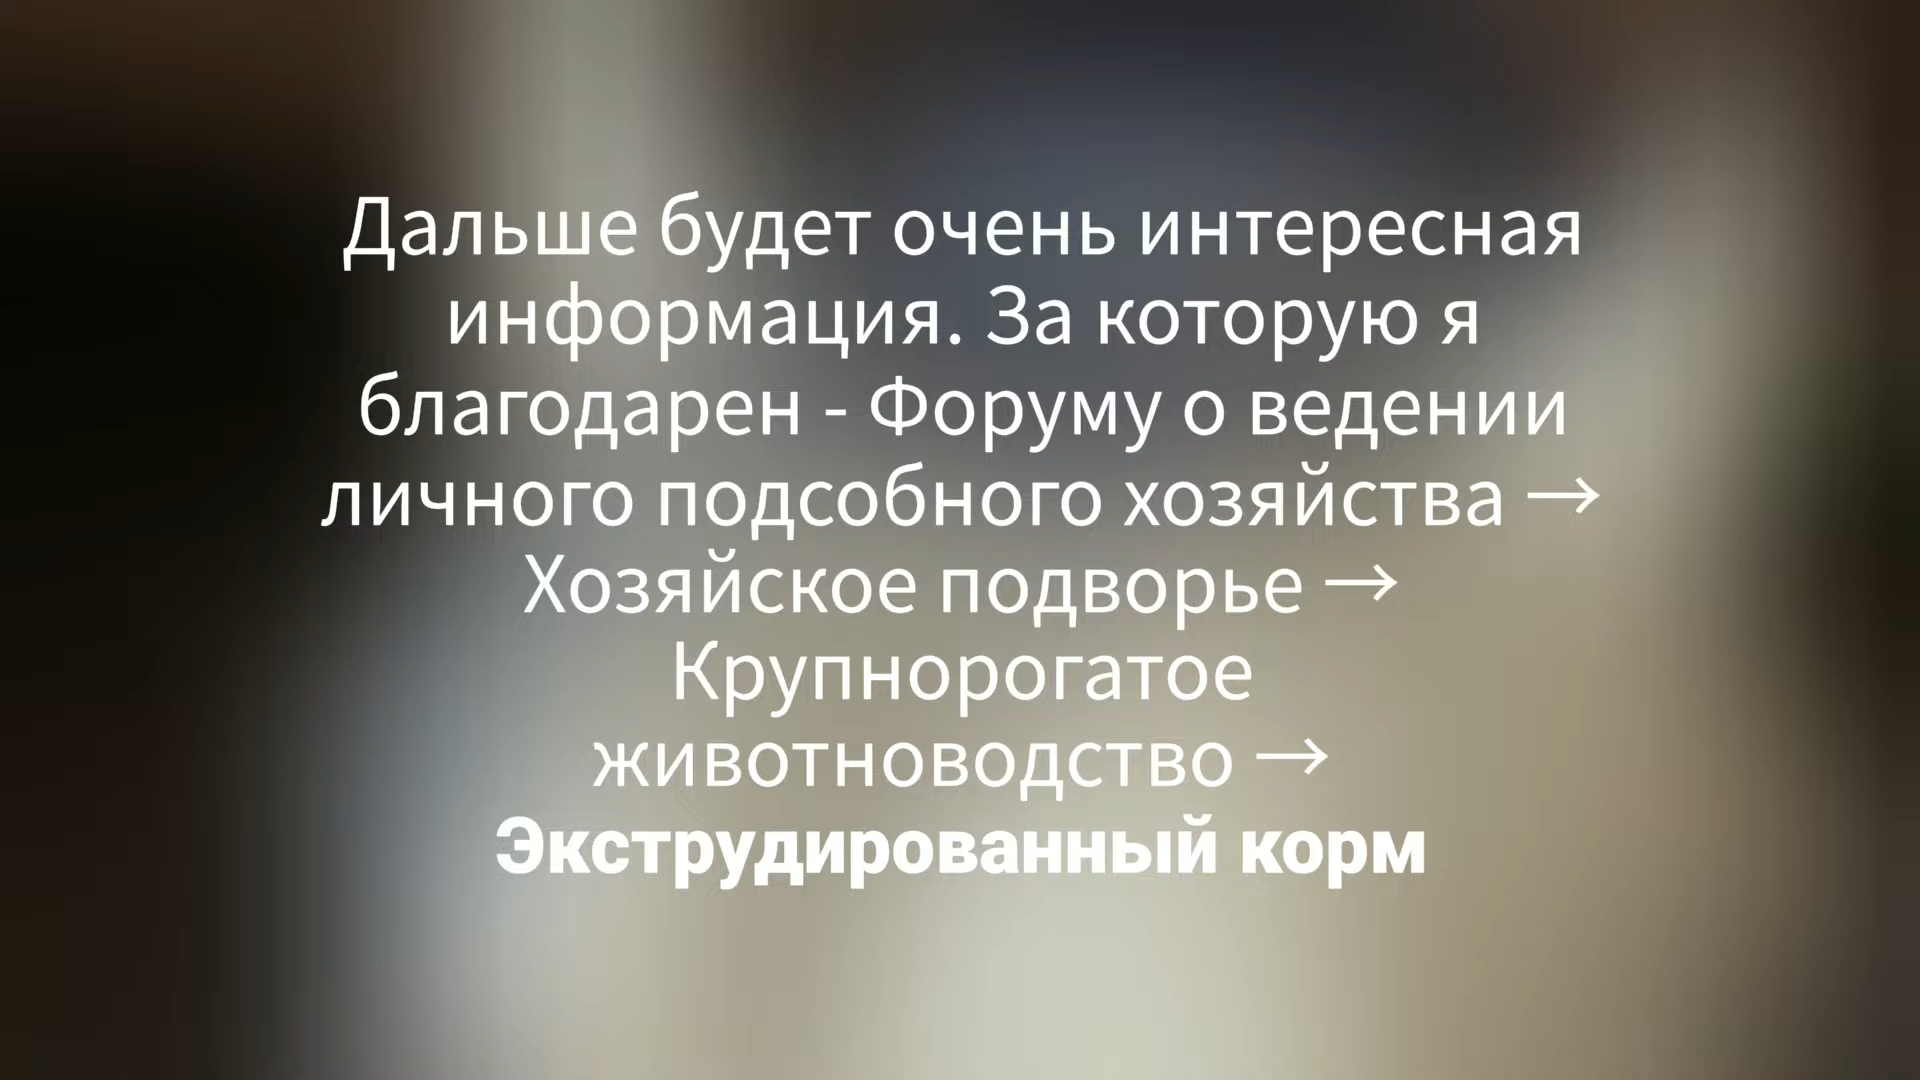 Дальше будет очень интересная
информация. За которую я
благодарен - Форуму о ведении
личного подсобного хозяйства →
Хозяйское подворье →
Крупнорогатое
животноводство →
Экструдированный корм